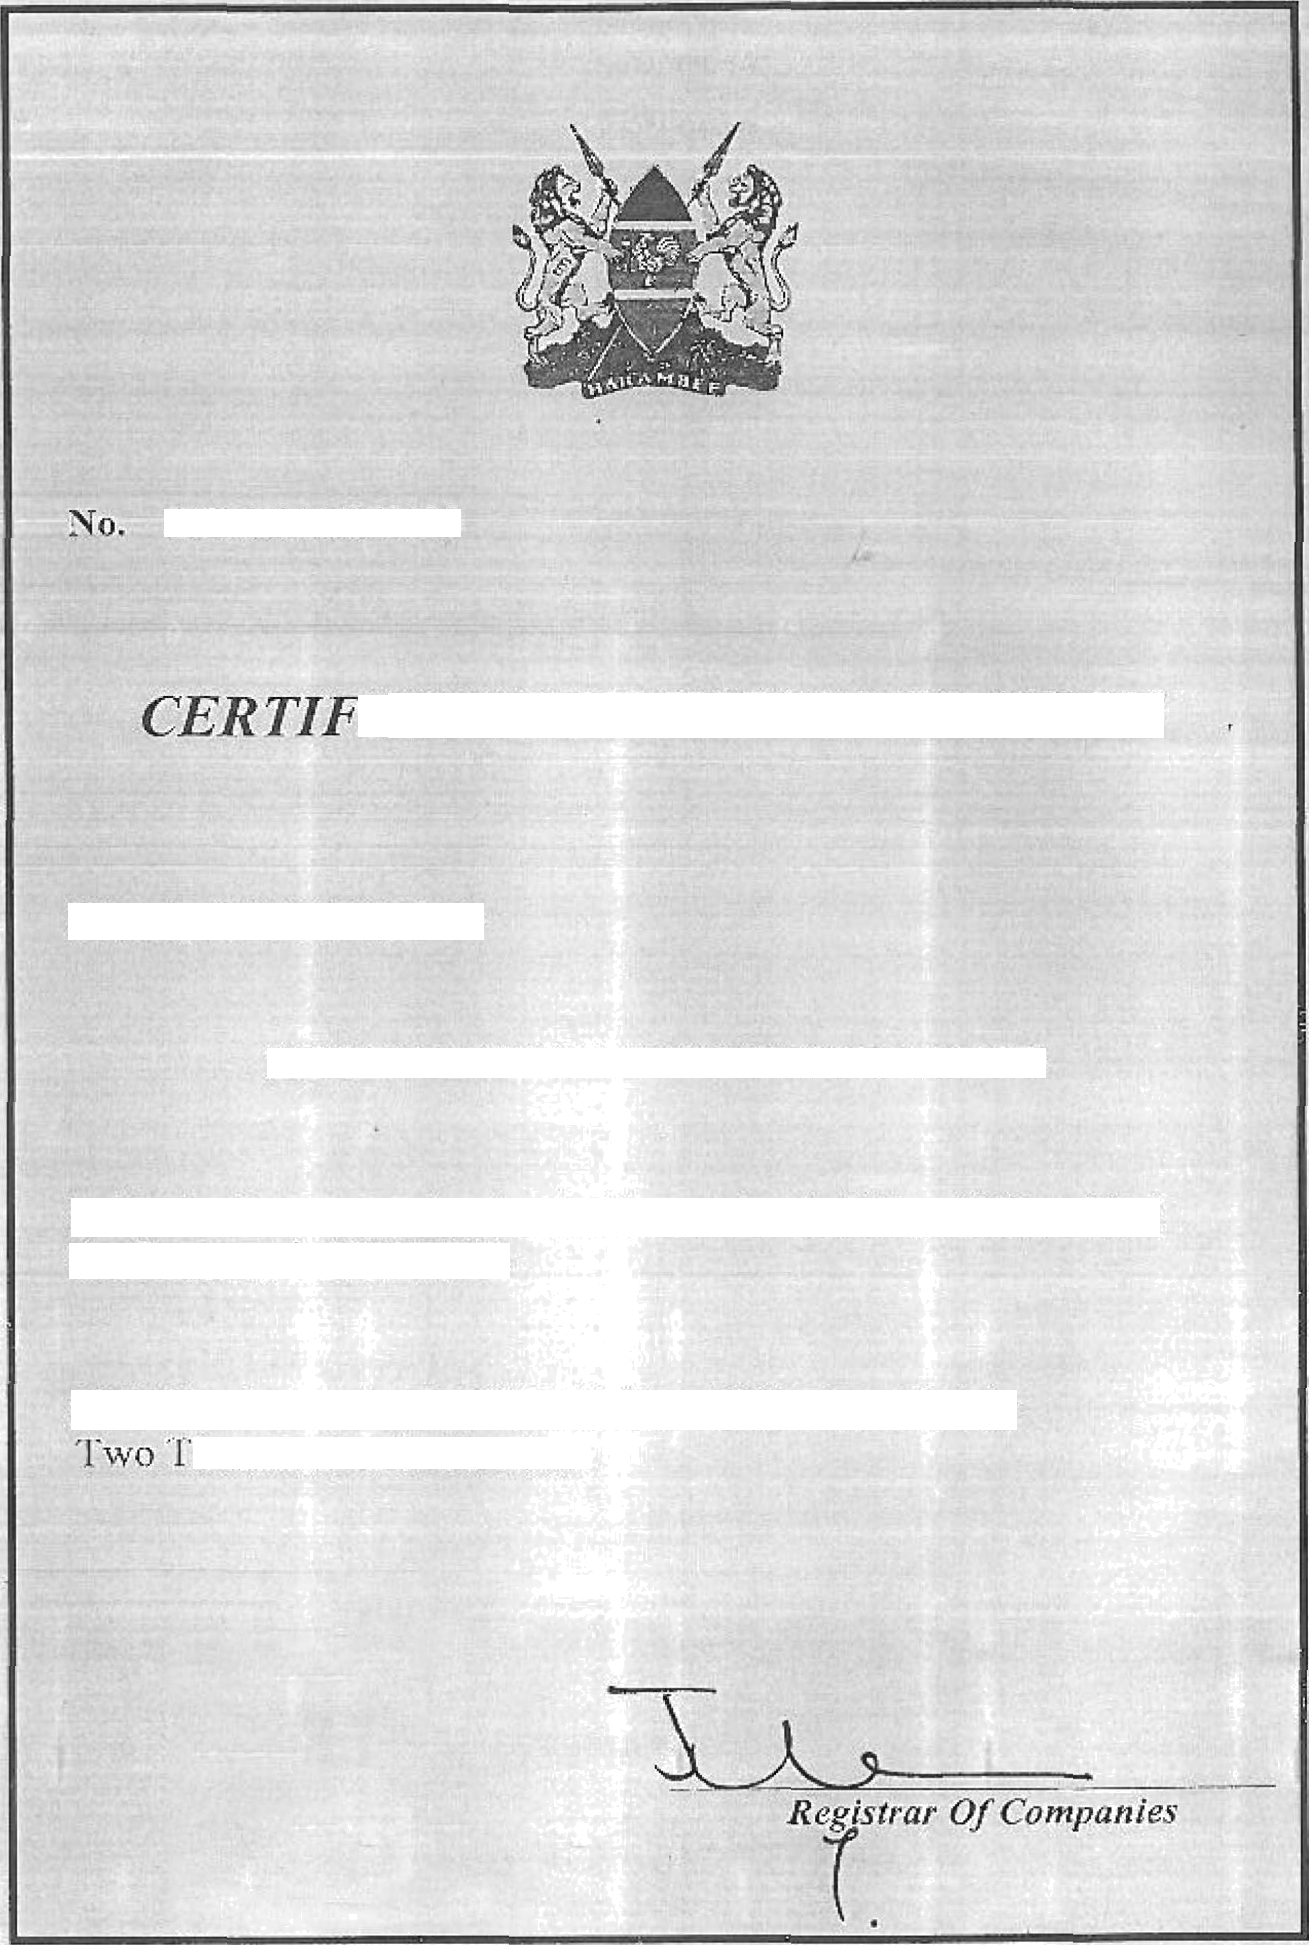 HARAMBEE
No.
CERTIF
Two T
Registrar Of Companies